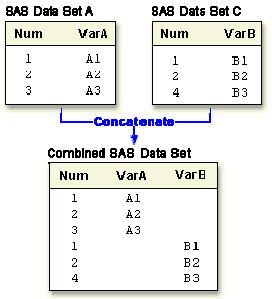 SAS Data Set A SAS Data Set C
Num VarA Num VarB
1 A1 1 B1
2 A2 2 B2
3 A3 4 B3
Concatenate
Combined SAS Data Set
Num VarA VarB
1 A1
2 A2
3 A3
1 B1
2 B2
4 B3